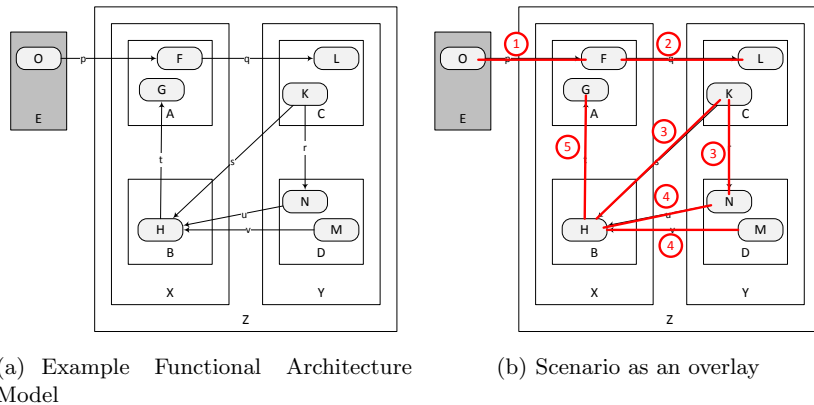 O
p
F
q
L
G
K
E
A
C
t
s
r
N
H
u
v
M
B
D
X
Y
Z
O
1
p
F
2
q
L
G
K
E
A
C
5
3
3
s
4
N
H
u
v
M
4
B
D
X
Y
Z
(a) Example Functional Architecture
Model
(b) Scenario as an overlay